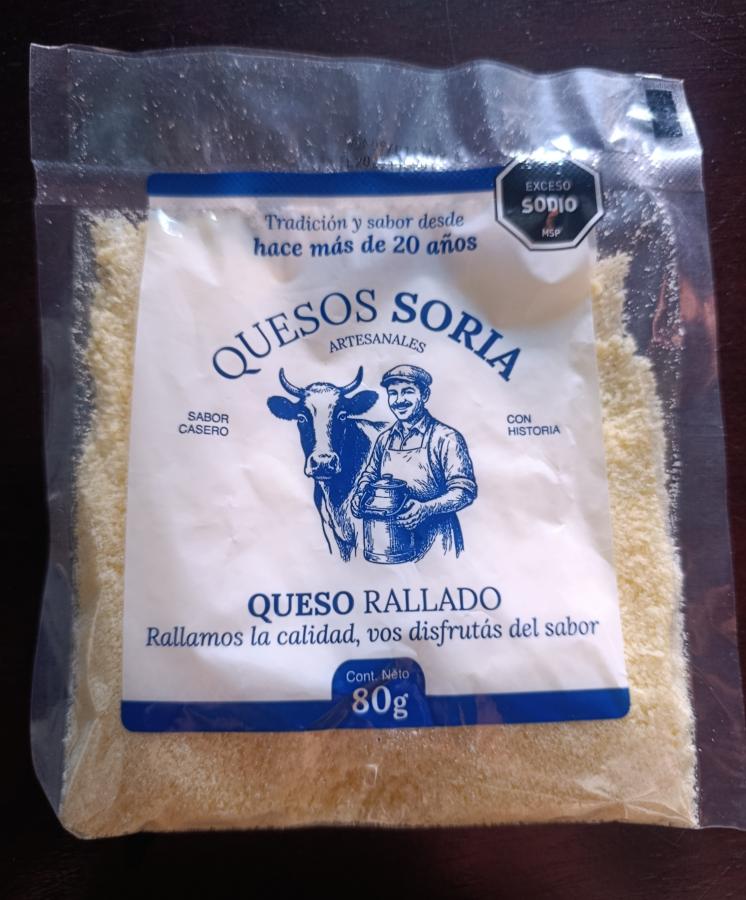 EXCESO
SODIO
MSP
Tradición y sabor desde
hace más de 20 años
QUESOS SORIA
ARTESANALES
SABOR
CASERO
CON
HISTORIA
QUESO RALLADO
Rallamos la calidad, vos disfrutás del sabor
Cont. Neto
80g